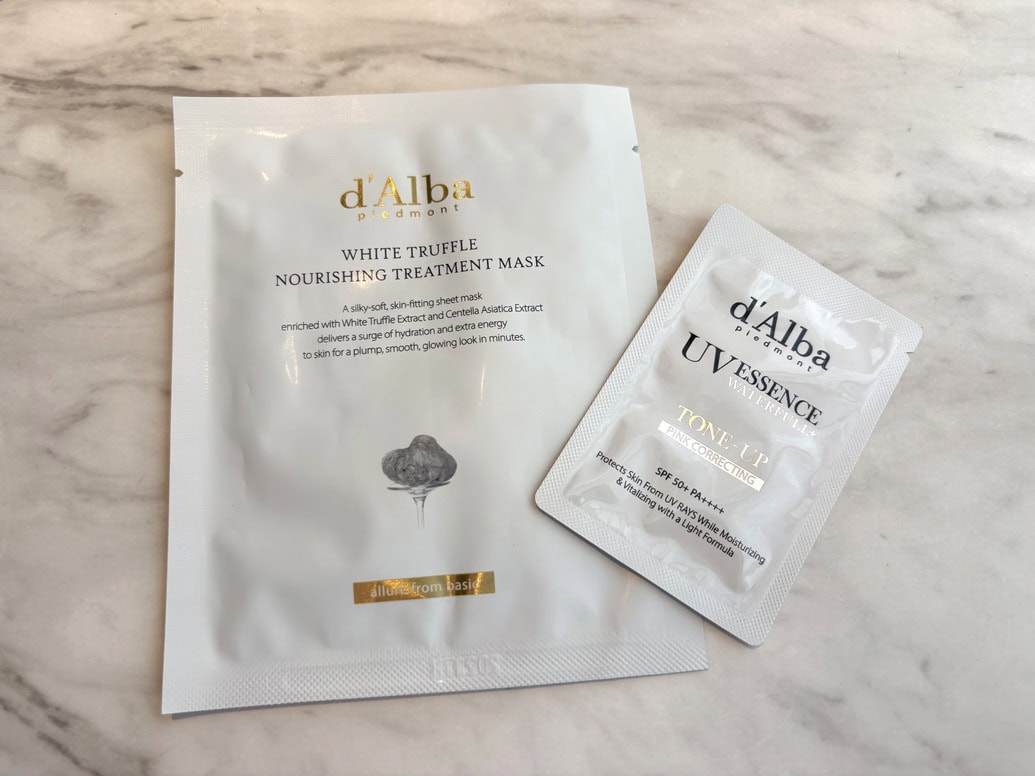 d'Alba
piedmont
WHITE TRUFFLE
NOURISHING TREATMENT MASK
A silky-soft, skin-fitting sheet mask
enriched with White Truffle Extract and Centella Asiatica Extract
delivers a surge of hydration and extra energy
to skin for a plump, smooth, glowing look in minutes.
allure from basic
d'Alba
piedmont
UV ESSENCE
WATERFULL+
TONE-UP
PINK CORRECTING
SPF 50+ PA++++
Protects Skin From UV RAYS While Moisturizing
& Vitalizing with a Light Formula